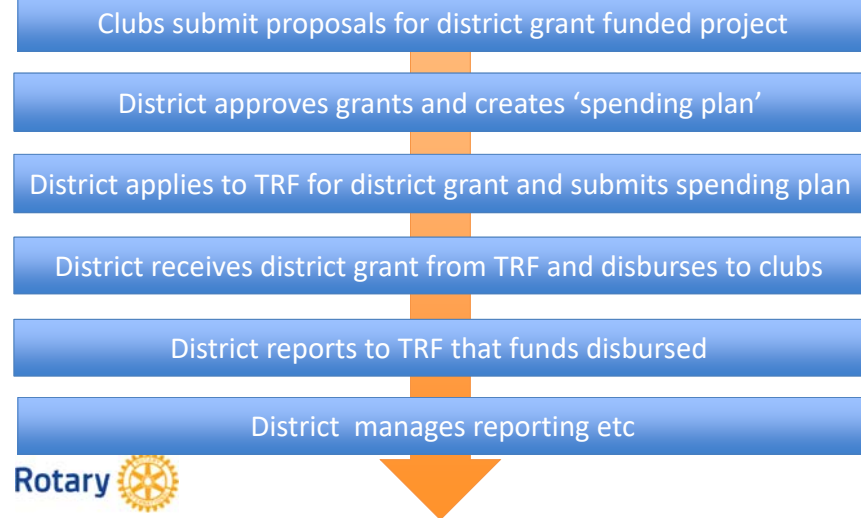 Clubs submit proposals for district grant funded project
District approves grants and creates ‘spending plan’
District applies to TRF for district grant and submits spending plan
District receives district grant from TRF and disburses to clubs
District reports to TRF that funds disbursed
District  manages reporting etc
Rotary